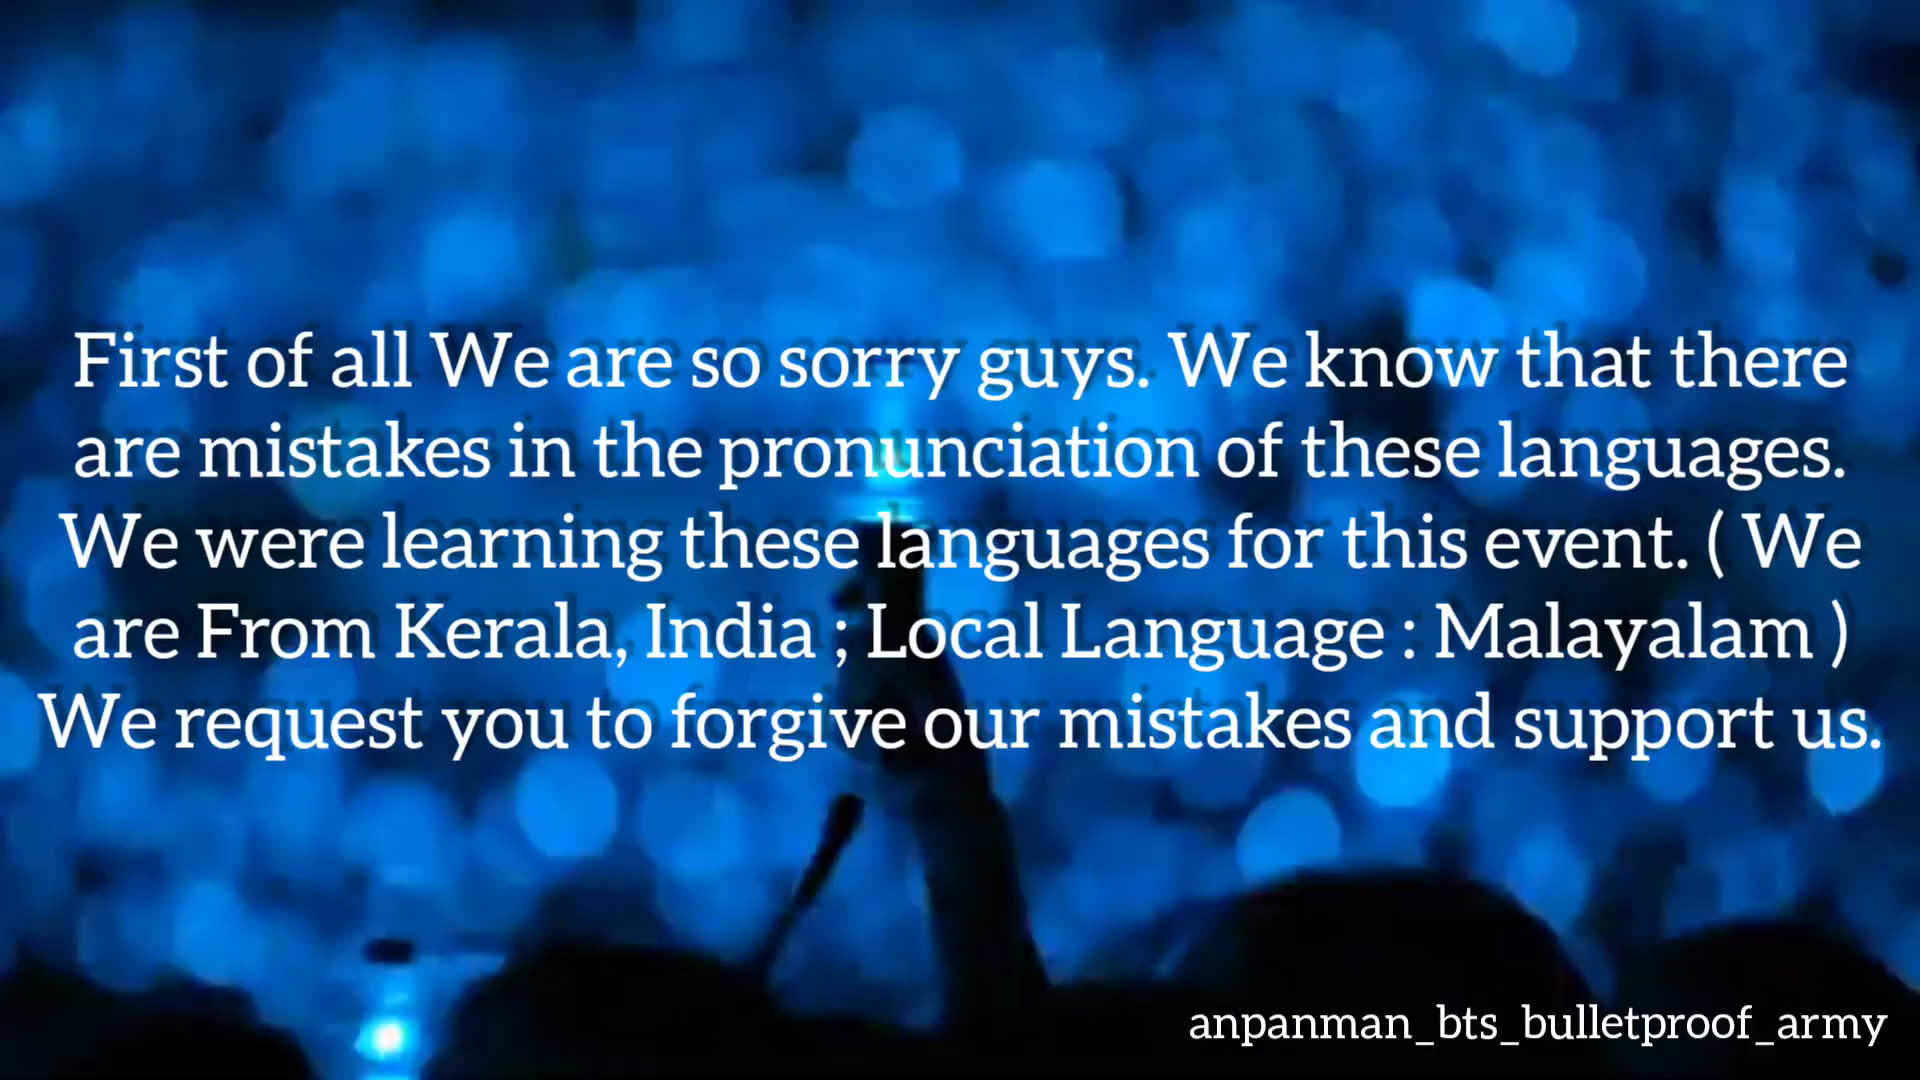 First of all We are so sorry guys. We know that there
are mistakes in the pronunciation of these languages.
We were learning these languages for this event. ( We
are From Kerala, India ; Local Language : Malayalam )
We request you to forgive our mistakes and support us.
anpanman_bts_bulletproof_army